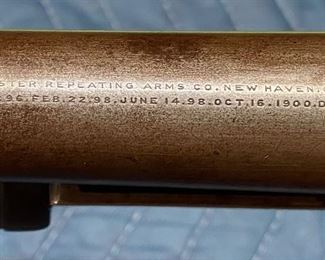 TER REPEATING ARMS CO. NEW HAVEN.
96. FEB. 22. 98. JUNE 14. 98. OCT. 16. 1900. D